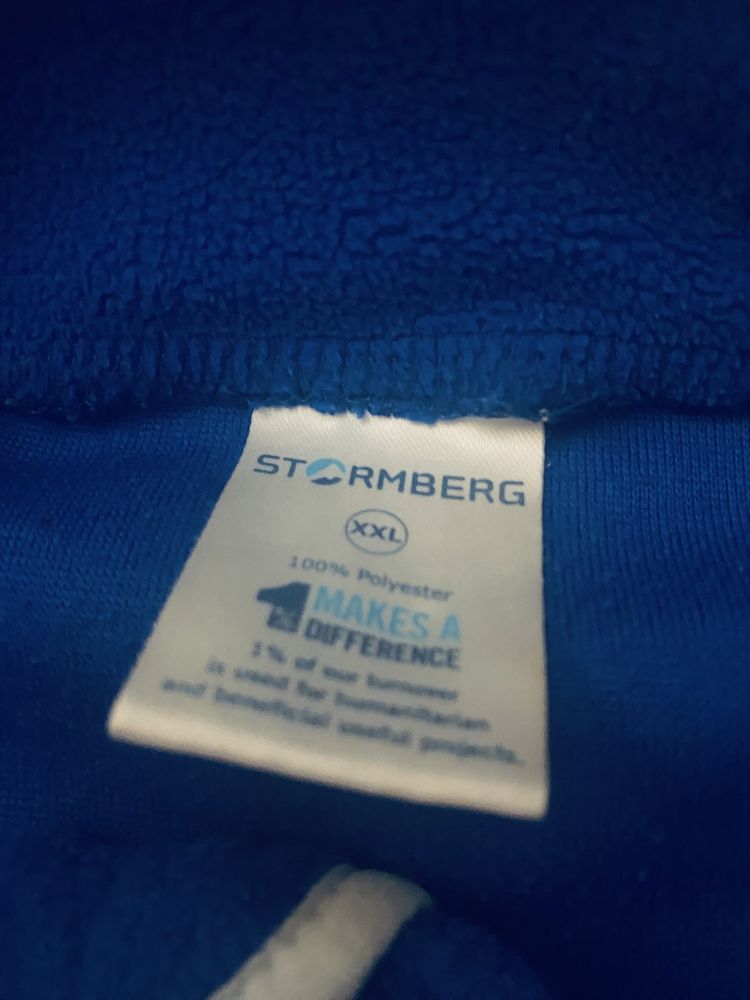 STORMBERG
XXL
100% Polyester
1% MAKES A
DIFFERENCE
1% of our turnover
is used for humanitarian
and beneficial useful projects.